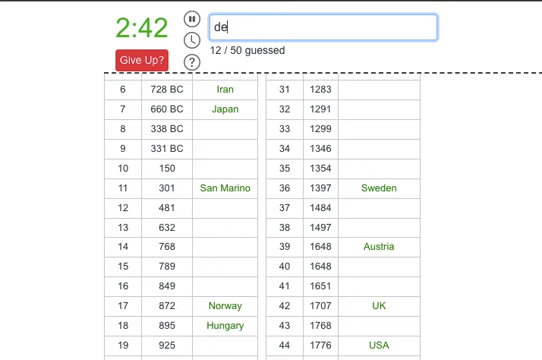 2:42
de
12 / 50 guessed
Give Up?
6 728 BC Iran 31 1283
7 660 BC Japan 32 1291
8 338 BC 33 1299
9 331 BC 34 1346
10 150 35 1354
11 301 San Marino 36 1397 Sweden
12 481 37 1484
13 632 38 1497
14 768 39 1648 Austria
15 789 40 1648
16 849 41 1651
17 872 Norway 42 1707 UK
18 895 Hungary 43 1768
19 925 44 1776 USA